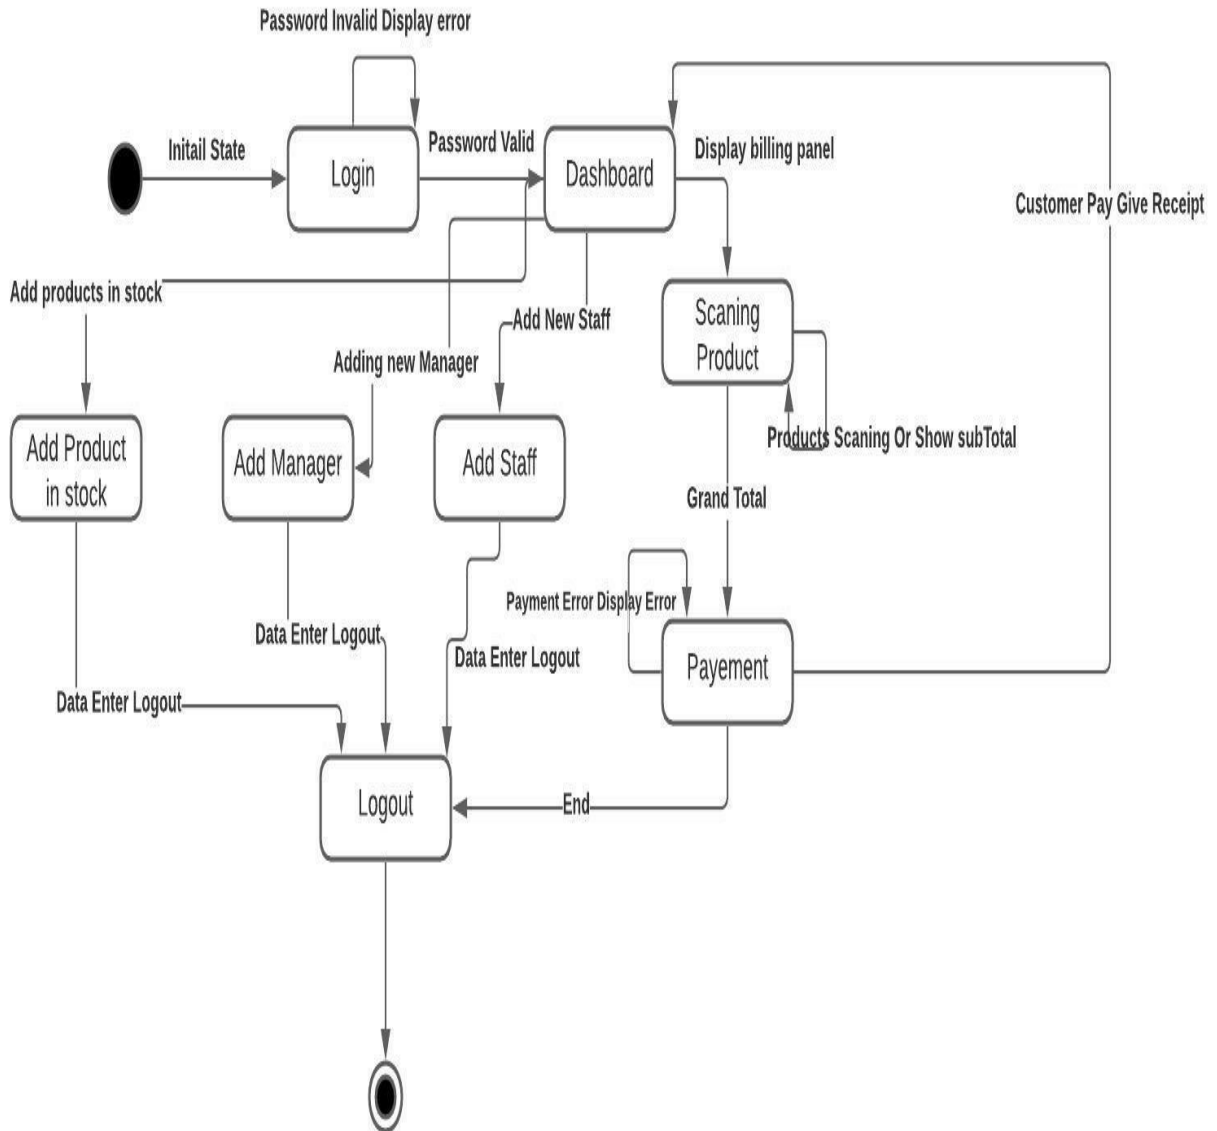 Password Invalid Display error
Initail State
Login
Password Valid
Dashboard
Display billing panel
Customer Pay Give Receipt
Add products in stock
Add New Staff
Scaning
Product
Adding new Manager
Add Product
in stock
Add Manager
Add Staff
Products Scaning Or Show subTotal
Grand Total
Payment Error Display Error
Data Enter Logout
Data Enter Logout
Payement
Data Enter Logout
Logout
End